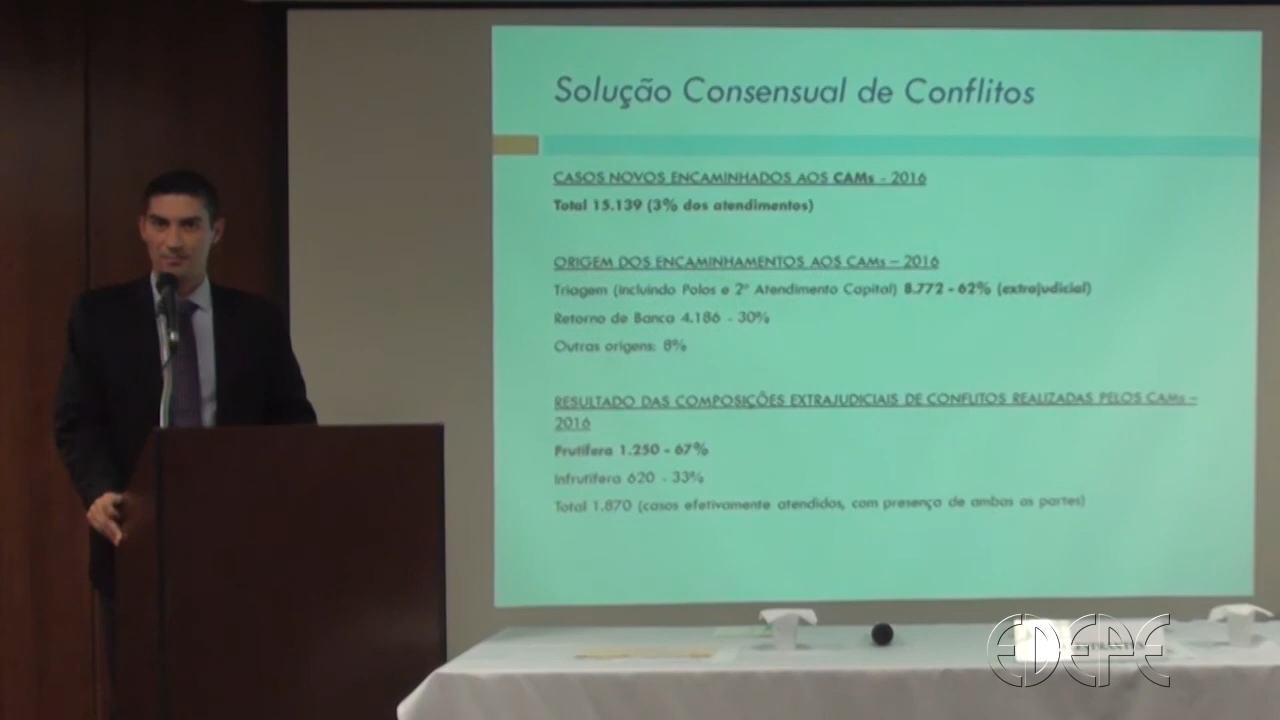 Solução Consensual de Conflitos
CASOS NOVOS ENCAMINHADOS AOS CAMs - 2016
Total 15.139 (3% dos atendimentos)
ORIGEM DOS ENCAMINHAMENTOS AOS CAMs – 2016
Triagem (incluindo Polos e 2º Atendimento Capital) 8.772 - 62% (extrajudicial)
Retorno de Banca 4.186 - 30%
Outras origens: 8%
RESULTADO DAS COMPOSIÇÕES EXTRAJUDICIAIS DE CONFLITOS REALIZADAS PELOS CAMs –
2016
Frutífera 1.250 - 67%
Infrutífera 620 - 33%
Total 1.870 (casos efetivamente atendidos, com presença de ambas as partes)
EDEPE